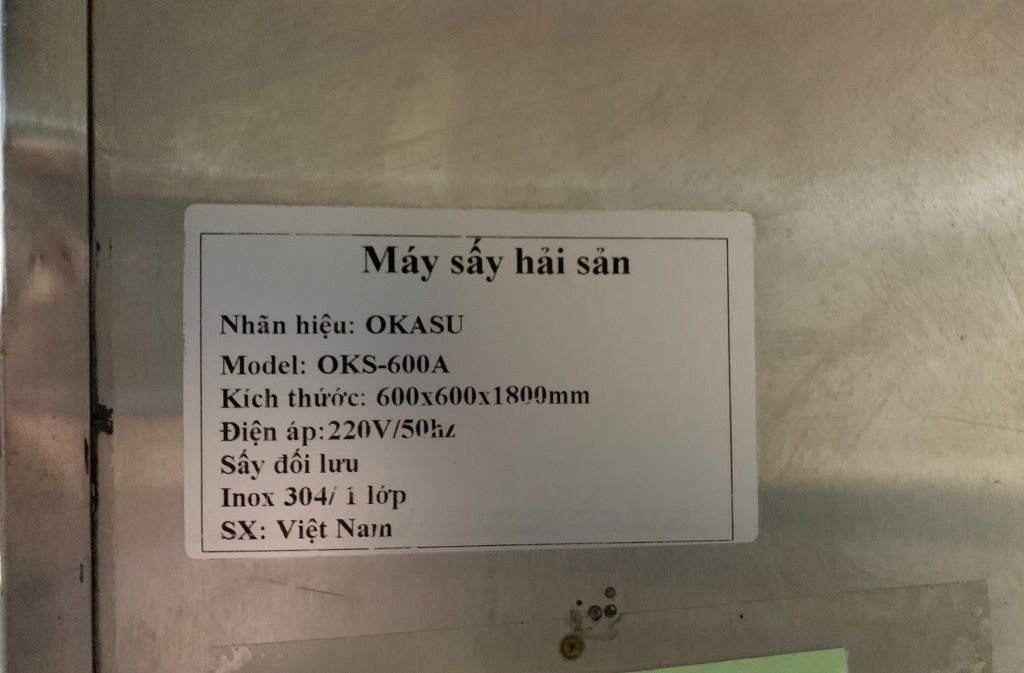 Máy sấy hải sản
Nhãn hiệu: OKASU
Model: OKS-600A
Kích thước: 600x600x1800mm
Điện áp:220V/50hz
Sấy đối lưu
Inox 304/ 1 lớp
SX: Việt Nam